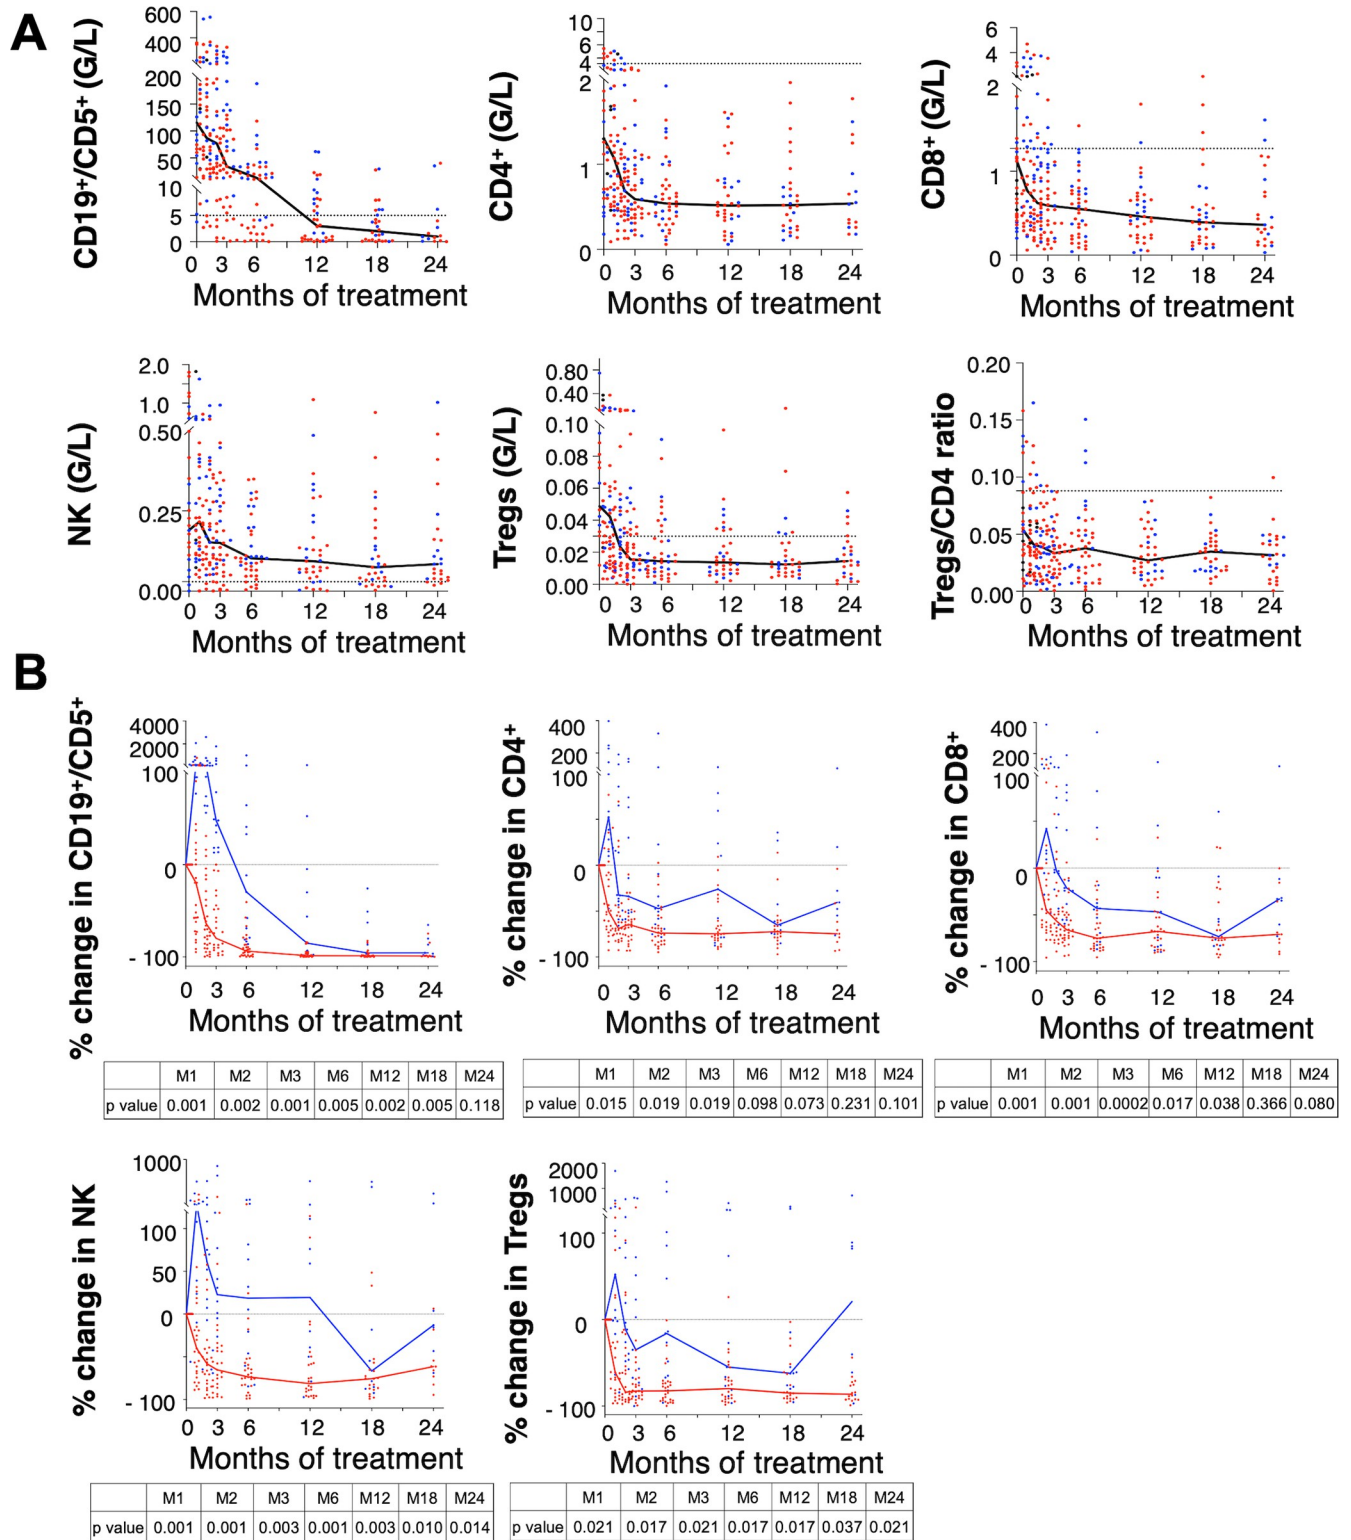 A
CD19+/CD5+ (G/L)
600
400
200
150
100
50
10
5
0
0 3 6 12 18 24
Months of treatment
CD4+ (G/L)
10
6
4
2
1
0
0 3 6 12 18 24
Months of treatment
CD8+ (G/L)
6
4
2
1
0
0 3 6 12 18 24
Months of treatment
NK (G/L)
2.0
1.0
0.50
0.25
0.00
0 3 6 12 18 24
Months of treatment
Tregs (G/L)
0.80
0.40
0.10
0.08
0.06
0.04
0.02
0.00
0 3 6 12 18 24
Months of treatment
Tregs/CD4 ratio
0.20
0.15
0.10
0.05
0.00
0 3 6 12 18 24
Months of treatment
B
% change in CD19+/CD5+
4000
2000
100
0
- 100
0 3 6 12 18 24
Months of treatment
M1 M2 M3 M6 M12 M18 M24
p value 0.001 0.002 0.001 0.005 0.002 0.005 0.118
% change in CD4+
400
200
100
0
- 100
0 3 6 12 18 24
Months of treatment
M1 M2 M3 M6 M12 M18 M24
p value 0.015 0.019 0.019 0.098 0.073 0.231 0.101
% change in CD8+
400
200
100
0
- 100
0 3 6 12 18 24
Months of treatment
M1 M2 M3 M6 M12 M18 M24
p value 0.001 0.001 0.0002 0.017 0.038 0.366 0.080
% change in NK
1000
100
50
0
- 100
0 3 6 12 18 24
Months of treatment
M1 M2 M3 M6 M12 M18 M24
p value 0.001 0.001 0.003 0.001 0.003 0.010 0.014
% change in Tregs
2000
1000
100
0
- 100
0 3 6 12 18 24
Months of treatment
M1 M2 M3 M6 M12 M18 M24
p value 0.021 0.017 0.021 0.017 0.017 0.037 0.021